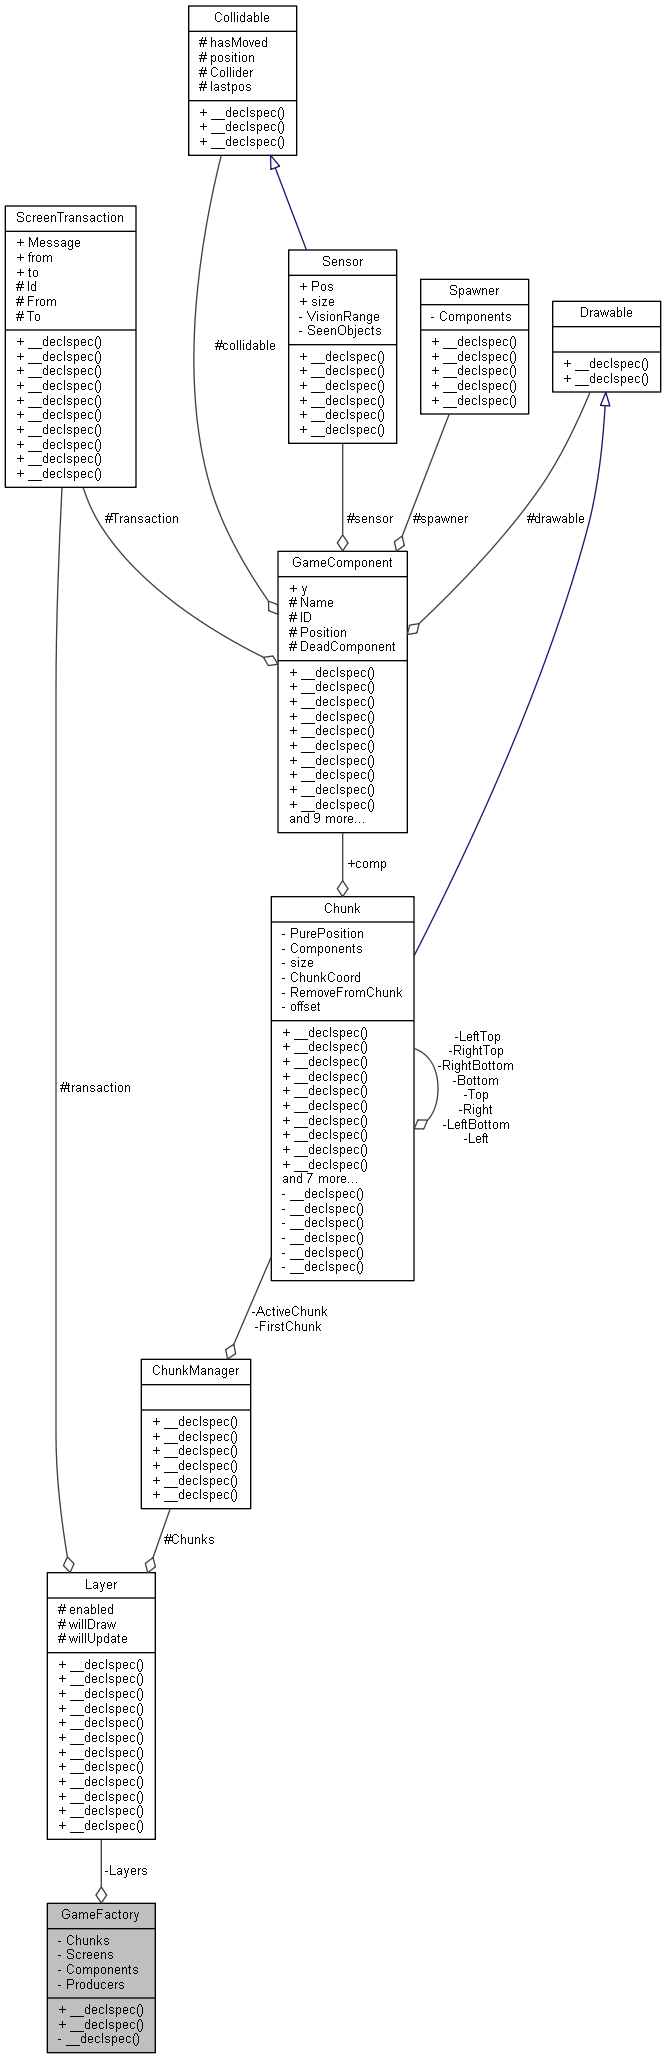 Collidable
# hasMoved
# position
# Collider
# lastpos
+ __declspec()
+ __declspec()
+ __declspec()
ScreenTransaction
+ Message
+ from
+ to
# Id
# From
# To
+ __declspec()
+ __declspec()
+ __declspec()
+ __declspec()
+ __declspec()
+ __declspec()
+ __declspec()
+ __declspec()
+ __declspec()
+ __declspec()
Sensor
+ Pos
+ size
- VisionRange
- SeenObjects
+ __declspec()
+ __declspec()
+ __declspec()
+ __declspec()
+ __declspec()
+ __declspec()
Spawner
- Components
+ __declspec()
+ __declspec()
+ __declspec()
+ __declspec()
+ __declspec()
Drawable
+ __declspec()
+ __declspec()
#collidable
#Transaction
#sensor
#spawner
#drawable
GameComponent
+ y
# Name
# ID
# Position
# DeadComponent
+ __declspec()
+ __declspec()
+ __declspec()
+ __declspec()
+ __declspec()
+ __declspec()
+ __declspec()
+ __declspec()
+ __declspec()
+ __declspec()
and 9 more...
+comp
Chunk
- PurePosition
- Components
- size
- ChunkCoord
- RemoveFromChunk
- offset
+ __declspec()
+ __declspec()
+ __declspec()
+ __declspec()
+ __declspec()
+ __declspec()
+ __declspec()
+ __declspec()
+ __declspec()
+ __declspec()
and 7 more...
- __declspec()
- __declspec()
- __declspec()
- __declspec()
- __declspec()
- __declspec()
-LeftTop
-RightTop
-RightBottom
-Bottom
-Top
-Right
-LeftBottom
-Left
#transaction
-ActiveChunk
-FirstChunk
ChunkManager
+ __declspec()
+ __declspec()
+ __declspec()
+ __declspec()
+ __declspec()
+ __declspec()
#Chunks
Layer
# enabled
# willDraw
# willUpdate
+ __declspec()
+ __declspec()
+ __declspec()
+ __declspec()
+ __declspec()
+ __declspec()
+ __declspec()
+ __declspec()
+ __declspec()
+ __declspec()
+ __declspec()
+ __declspec()
-Layers
GameFactory
- Chunks
- Screens
- Components
- Producers
+ __declspec()
+ __declspec()
- __declspec()